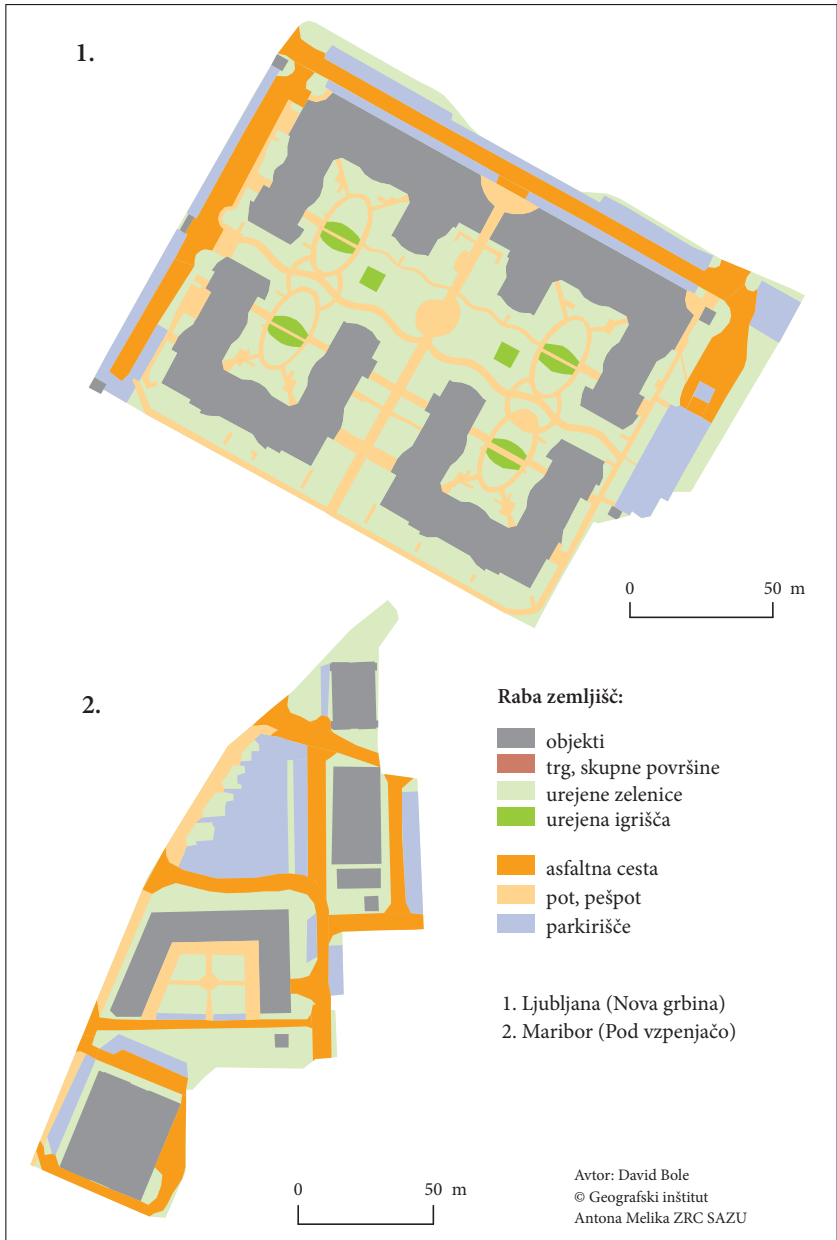 1.
0 50 m
2.
Raba zemljišč:
objekti
trg, skupne površine
urejene zelenice
urejena igrišča
asfaltna cesta
pot, pešpot
parkirišče
1. Ljubljana (Nova grbina)
2. Maribor (Pod vzpenjačo)
0 50 m
Avtor: David Bole
© Geografski inštitut
Antona Melika ZRC SAZU